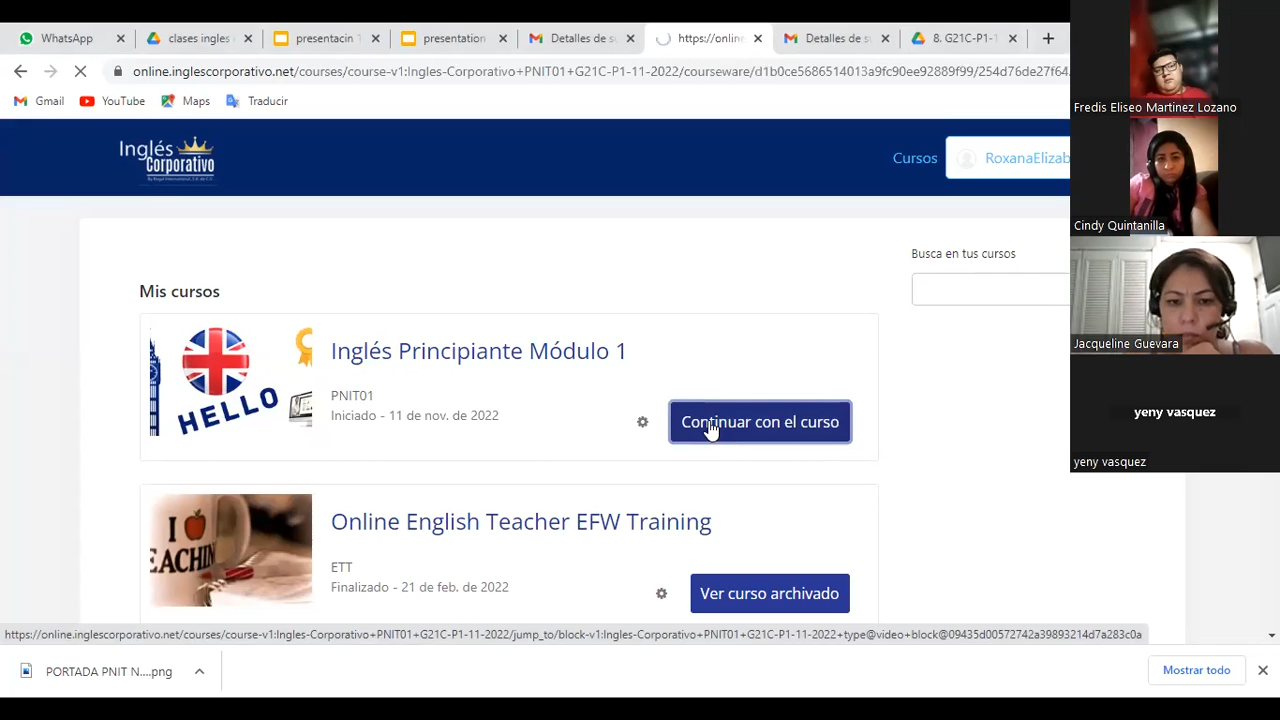 WhatsApp
clases ingles
presentacin
presentation
Detalles de su
https://online
Detalles de su
8. G21C-P1-1
online.inglescorporativo.net/courses/course-v1:Ingles-Corporativo+PNIT01+G21C-P1-11-2022/courseware/d1b0ce5686514013a9fc90ee92889f99/254d76de27f64
Gmail
YouTube
Maps
Traducir
Inglés
Corporativo
Cursos
RoxanaElizab
Fredis Eliseo Martinez Lozano
Cindy Quintanilla
Jacqueline Guevara
yeny vasquez
yeny vasquez
Busca en tus cursos
Mis cursos
HELLO
Inglés Principiante Módulo 1
PNIT01
Iniciado - 11 de nov. de 2022
Continuar con el curso
I
EACHIN
Online English Teacher EFW Training
ETT
Finalizado - 21 de feb. de 2022
Ver curso archivado
https://online.inglescorporativo.net/courses/course-v1:Ingles-Corporativo+PNIT01+G21C-P1-11-2022/jump_to/block-v1:Ingles-Corporativo+PNIT01+G21C-P1-11-2022+type@video+block@09435d00572742a39893214d7a283c0a
PORTADA PNIT N....png
Mostrar todo